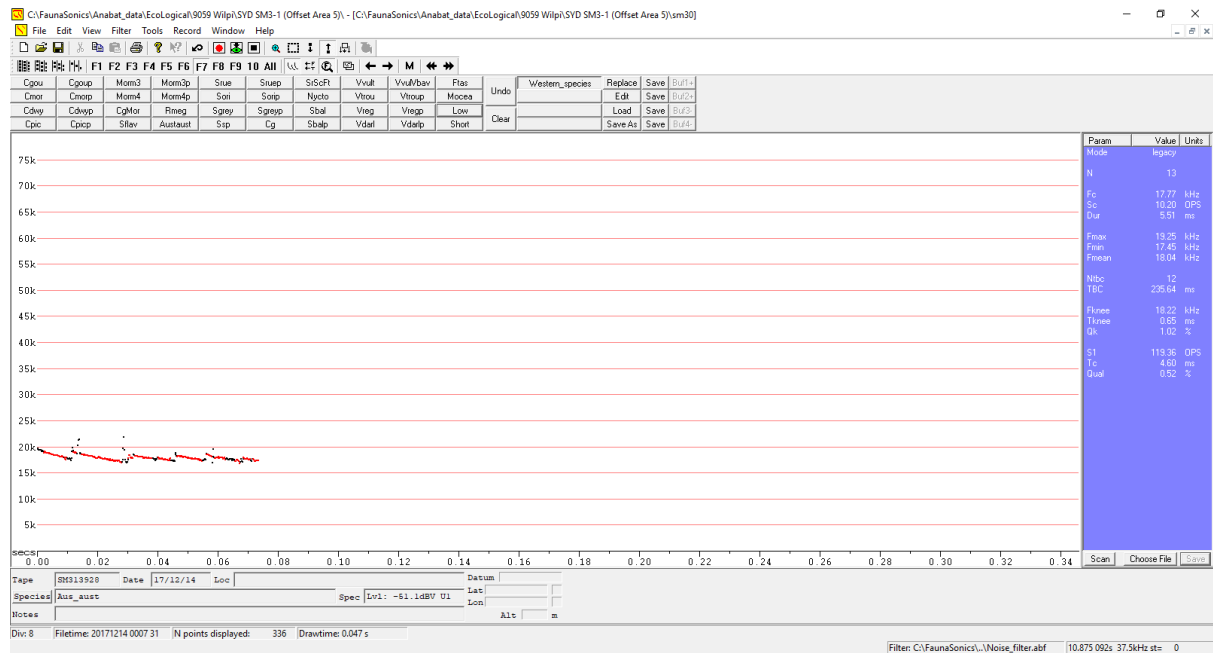 C:\FaunaSonics\Anabat_data\EcoLogical\9059 Wilpi\SYD SM3-1 (Offset Area 5)\ - [C:\FaunaSonics\Anabat_data\EcoLogical\9059 Wilpi\SYD SM3-1 (Offset Area 5)\sm30]
File Edit View Filter Tools Record Window Help
F1 F2 F3 F4 F5 F6 F7 F8 F9 10 All M
Cgou Cgoup Morm3 Morm3p Srue Sruep SrScFt Vvult VvulVbav Ftas Undo Western_species Replace Save Buf1+
Cmor Cmorp Morm4 Morm4p Sori Sorip Nycto Vtrou Vtroup Mocea Edit Save Buf2+
Cdwy Cdwyp CgMor Rmeg Sgrey Sgreyp Sbal Vreg Vregp Low Clear Load Save Buf3-
Cpic Cpicp Sflav Austaust Ssp Cg Sbalp Vdarl Vdarlp Short Save As Save Buf4-
Param Value Units
Mode legacy
N 13
Fc 17.77 kHz
Sc 10.20 OPS
Dur 5.51 ms
Fmax 19.25 kHz
Fmin 17.45 kHz
Fmean 18.04 kHz
Ntbc 12
TBC 235.64 ms
Fknee 18.22 kHz
Tknee 0.65 ms
Qk 1.02 %
S1 119.36 OPS
Tc 4.60 ms
Qual 0.52 %
75k
70k
65k
60k
55k
50k
45k
40k
35k
30k
25k
20k
15k
10k
5k
secs
0.00 0.02 0.04 0.06 0.08 0.10 0.12 0.14 0.16 0.18 0.20 0.22 0.24 0.26 0.28 0.30 0.32 0.34
Scan Choose File Save
Tape SM313928 Date 17/12/14 Loc Datum
Species Aus_aust Spec Lvl: -51.1dBV U1 Lat
Lon
Notes Alt m
Div: 8 Filetime: 20171214 0007 31 N points displayed: 336 Drawtime: 0.047 s
Filter: C:\FaunaSonics\...\Noise_filter.abf 10.875 092s 37.5kHz st= 0